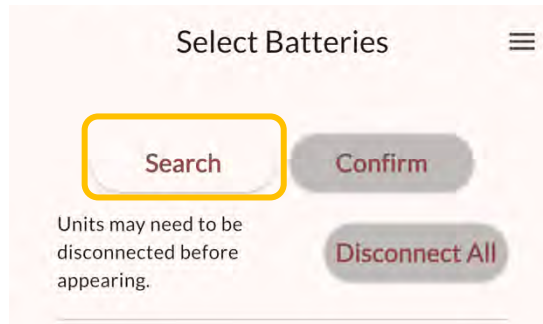 Select Batteries
Search
Confirm
Units may need to be
disconnected before
appearing.
Disconnect All